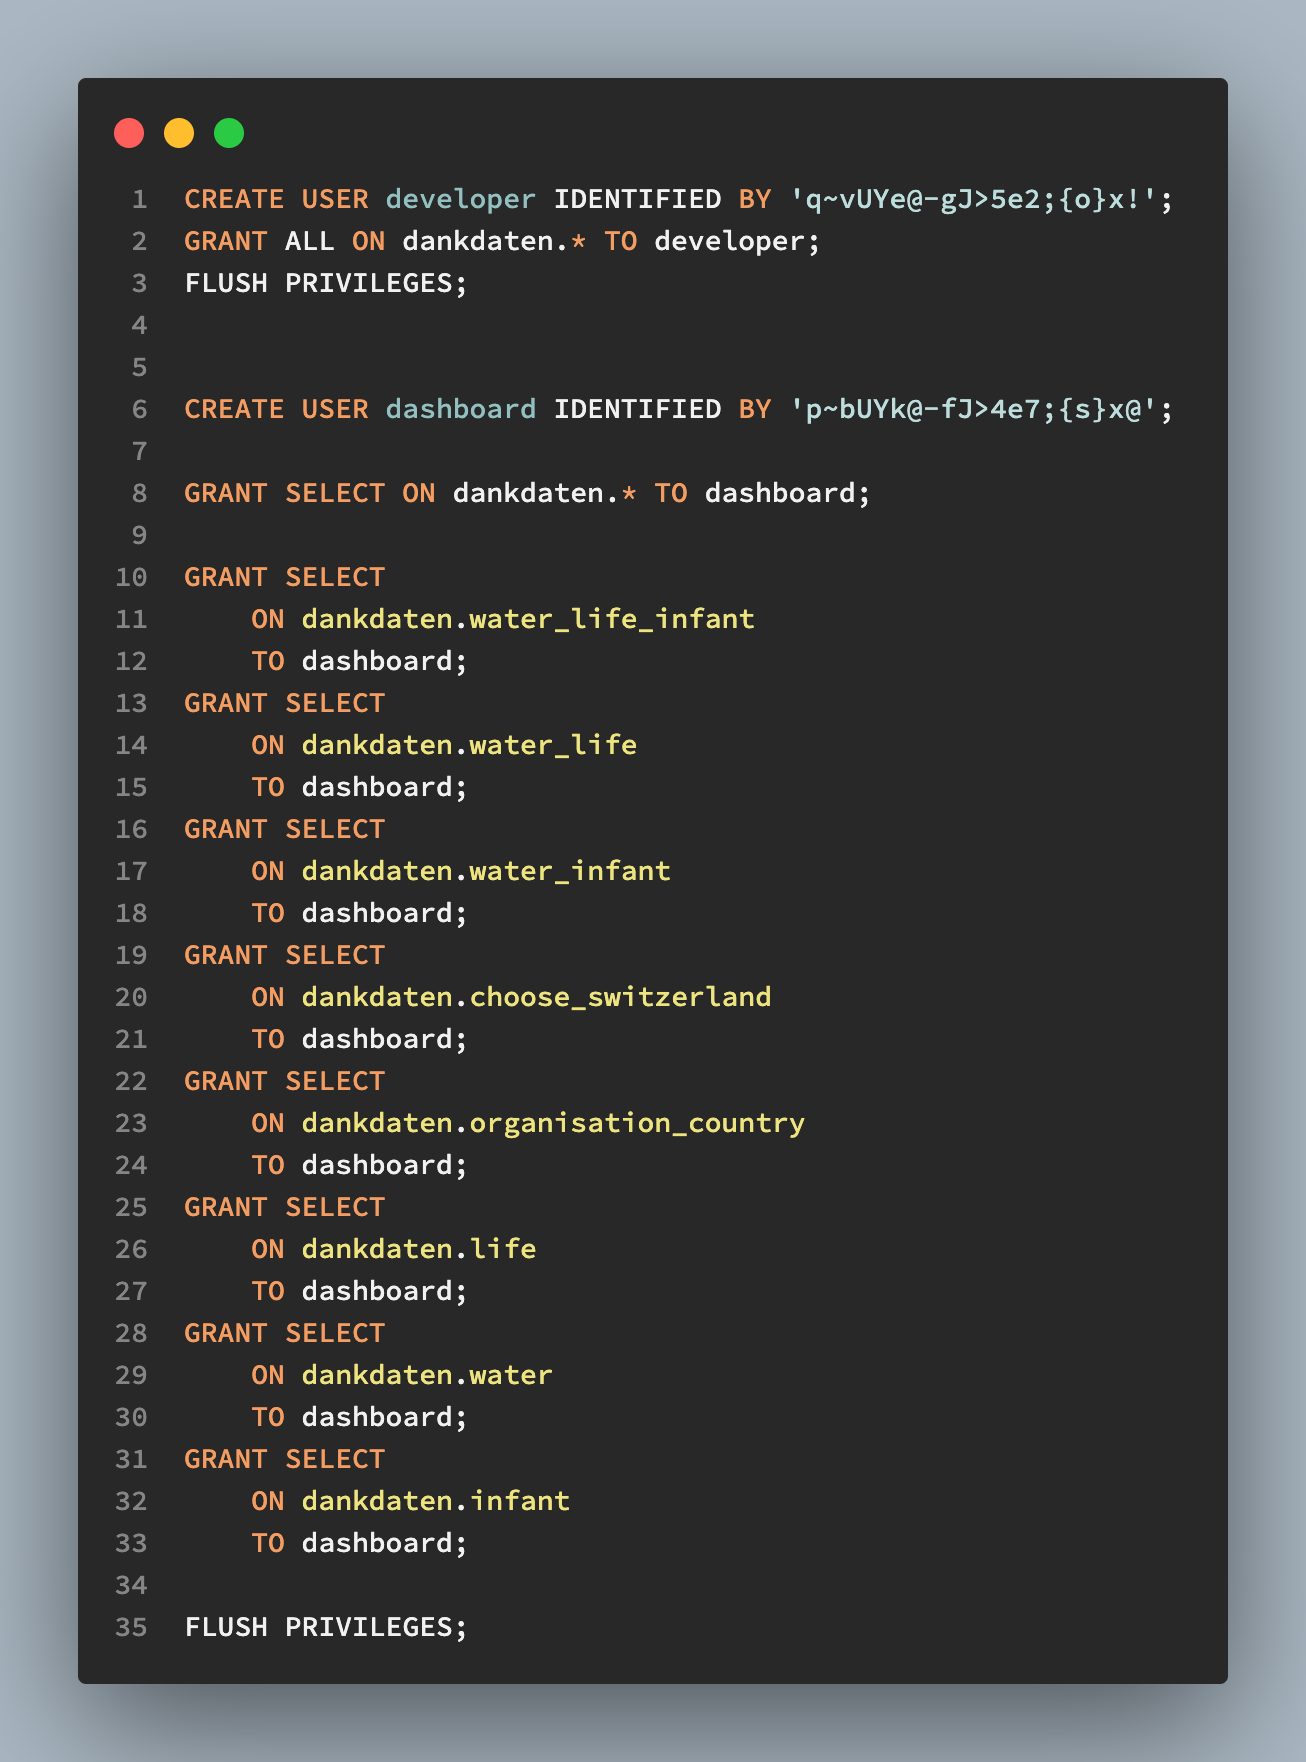 1 CREATE USER developer IDENTIFIED BY 'q~vUYe@-gJ>5e2;{o}x!';
2 GRANT ALL ON dankdaten.* TO developer;
3 FLUSH PRIVILEGES;
4
5
6 CREATE USER dashboard IDENTIFIED BY 'p~bUYk@-fJ>4e7;{s}x@';
7
8 GRANT SELECT ON dankdaten.* TO dashboard;
9
10 GRANT SELECT
11     ON dankdaten.water_life_infant
12     TO dashboard;
13 GRANT SELECT
14     ON dankdaten.water_life
15     TO dashboard;
16 GRANT SELECT
17     ON dankdaten.water_infant
18     TO dashboard;
19 GRANT SELECT
20     ON dankdaten.choose_switzerland
21     TO dashboard;
22 GRANT SELECT
23     ON dankdaten.organisation_country
24     TO dashboard;
25 GRANT SELECT
26     ON dankdaten.life
27     TO dashboard;
28 GRANT SELECT
29     ON dankdaten.water
30     TO dashboard;
31 GRANT SELECT
32     ON dankdaten.infant
33     TO dashboard;
34
35 FLUSH PRIVILEGES;